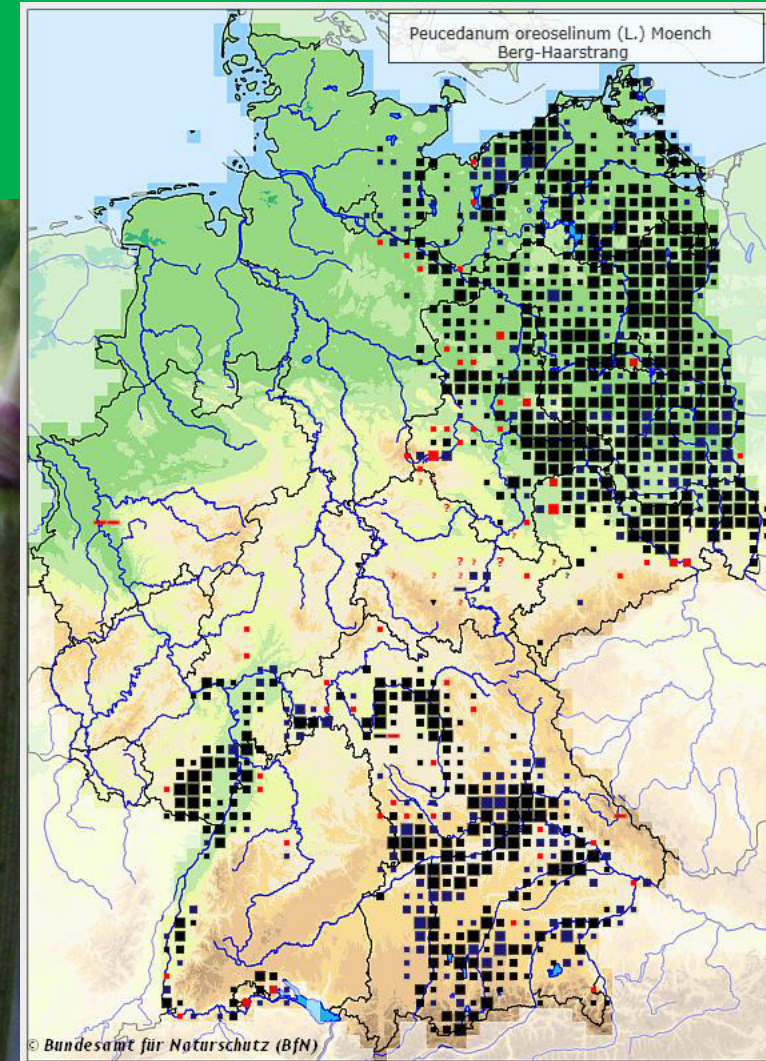 Peucedanum oreoselinum (L.) Moench
Berg-Haarstrang
© Bundesamt für Naturschutz (BfN)